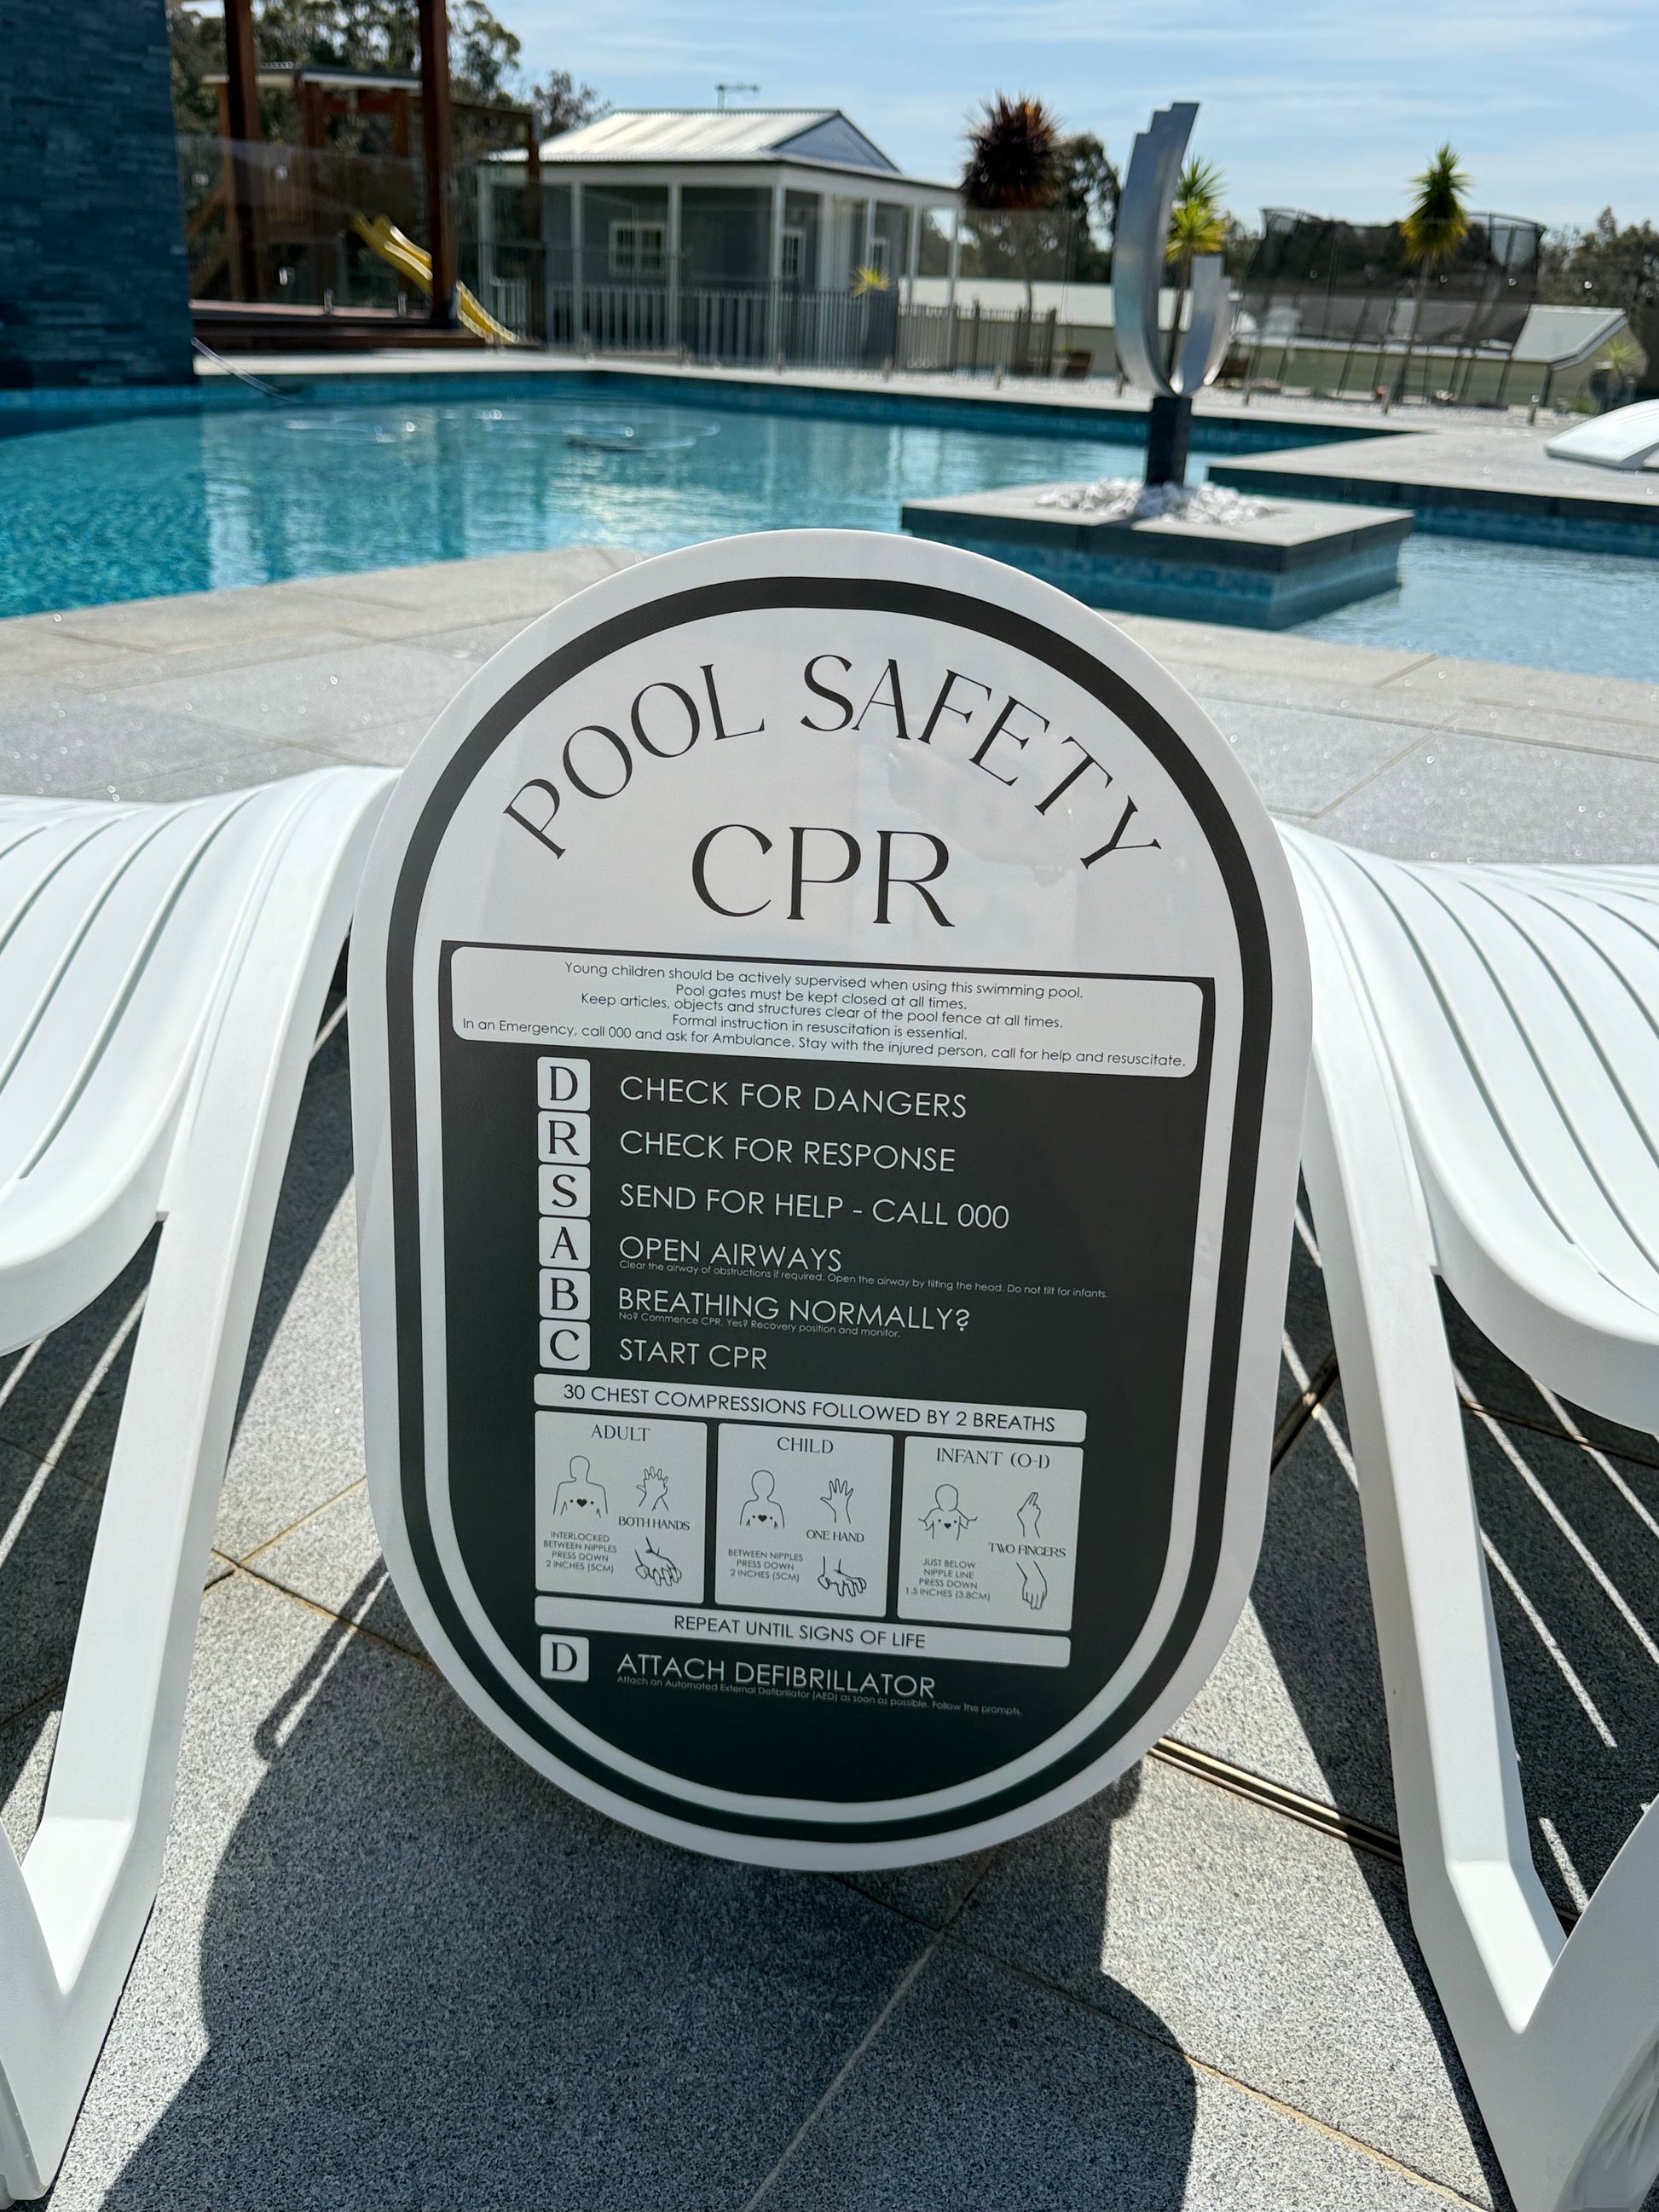 POOL SAFETY
CPR
Young children should be actively supervised when using this swimming pool.
Pool gates must be kept closed at all times.
Keep articles, objects and structures clear of the pool fence at all times.
Formal instruction in resuscitation is essential.
In an Emergency, call 000 and ask for Ambulance. Stay with the injured person, call for help and resuscitate.
D CHECK FOR DANGERS
R CHECK FOR RESPONSE
S SEND FOR HELP - CALL 000
A OPEN AIRWAYS
Clear the airway of obstructions if required. Open the airway by tilting the head. Do not tilt for infants.
B BREATHING NORMALLY?
No? Commence CPR. Yes? Recovery position and monitor.
C START CPR
30 CHEST COMPRESSIONS FOLLOWED BY 2 BREATHS
ADULT
BOTH HANDS
INTERLOCKED
BETWEEN NIPPLES
PRESS DOWN
2 INCHES (5CM)
CHILD
ONE HAND
BETWEEN NIPPLES
PRESS DOWN
2 INCHES (5CM)
INFANT (0-1)
TWO FINGERS
JUST BELOW
NIPPLE LINE
PRESS DOWN
1.5 INCHES (3.8CM)
REPEAT UNTIL SIGNS OF LIFE
D ATTACH DEFIBRILLATOR
Attach an Automated External Defibrillator (AED) as soon as possible. Follow the prompts.